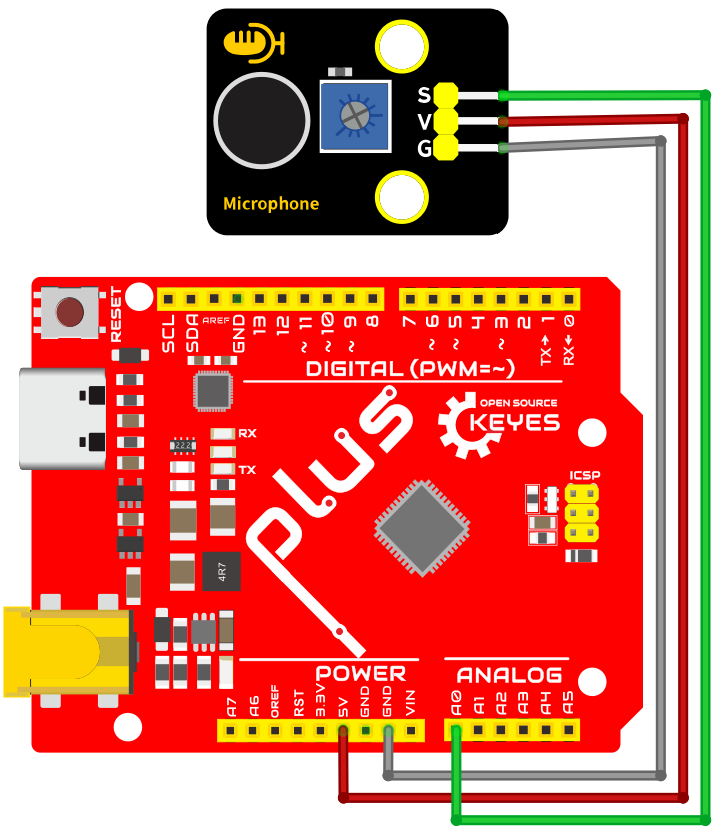 S
V
G
Microphone
RESET
SCL
SDA
AREF
GND
13
12
~ 11
~ 10
~ 9
8
7
~ 6
~ 5
4
~ 3
2
TX→ 1
RX← 0
DIGITAL (PWM=~)
OPEN SOURCE
KEYES
RX
TX
222
plus
ICSP
4R7
POWER
ANALOG
A7
A6
0REF
RST
3.3V
5V
GND
GND
VIN
A0
A1
A2
A3
A4
A5